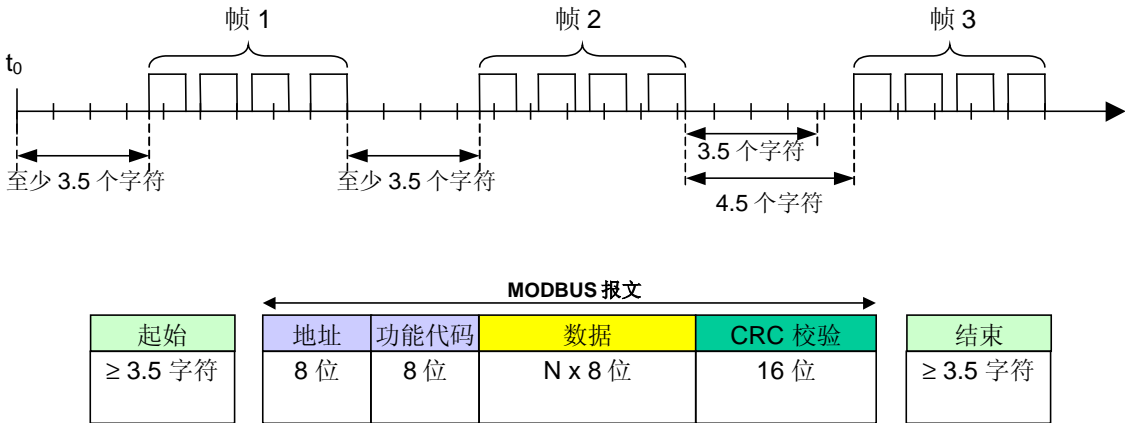 帧 1 帧 2 帧 3
t0
至少 3.5 个字符 至少 3.5 个字符 3.5 个字符
4.5 个字符
MODBUS 报文
起始 地址 功能代码 数据 CRC 校验 结束
≥ 3.5 字符 8 位 8 位 N x 8 位 16 位 ≥ 3.5 字符